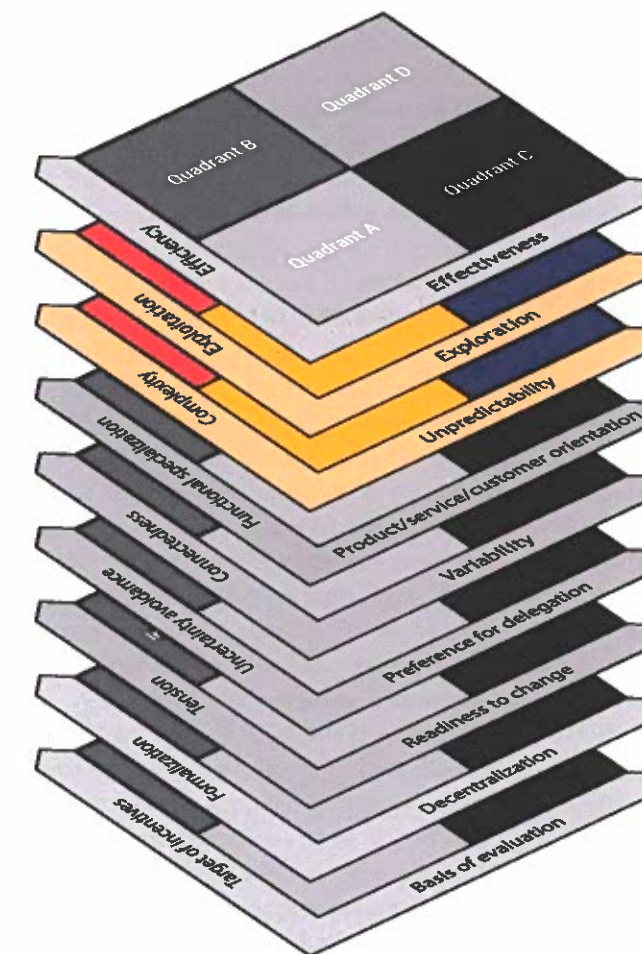 Quadrant D
Quadrant B
Quadrant C
Quadrant A
Efficiency
Effectiveness
Exploitation
Exploration
Complexity
Unpredictability
Functional specialization
Product/service/customer orientation
Connectedness
Variability
Uncertainty avoidance
Preference for delegation
Tension
Readiness to change
Formalization
Decentralization
Target of incentives
Basis of evaluation